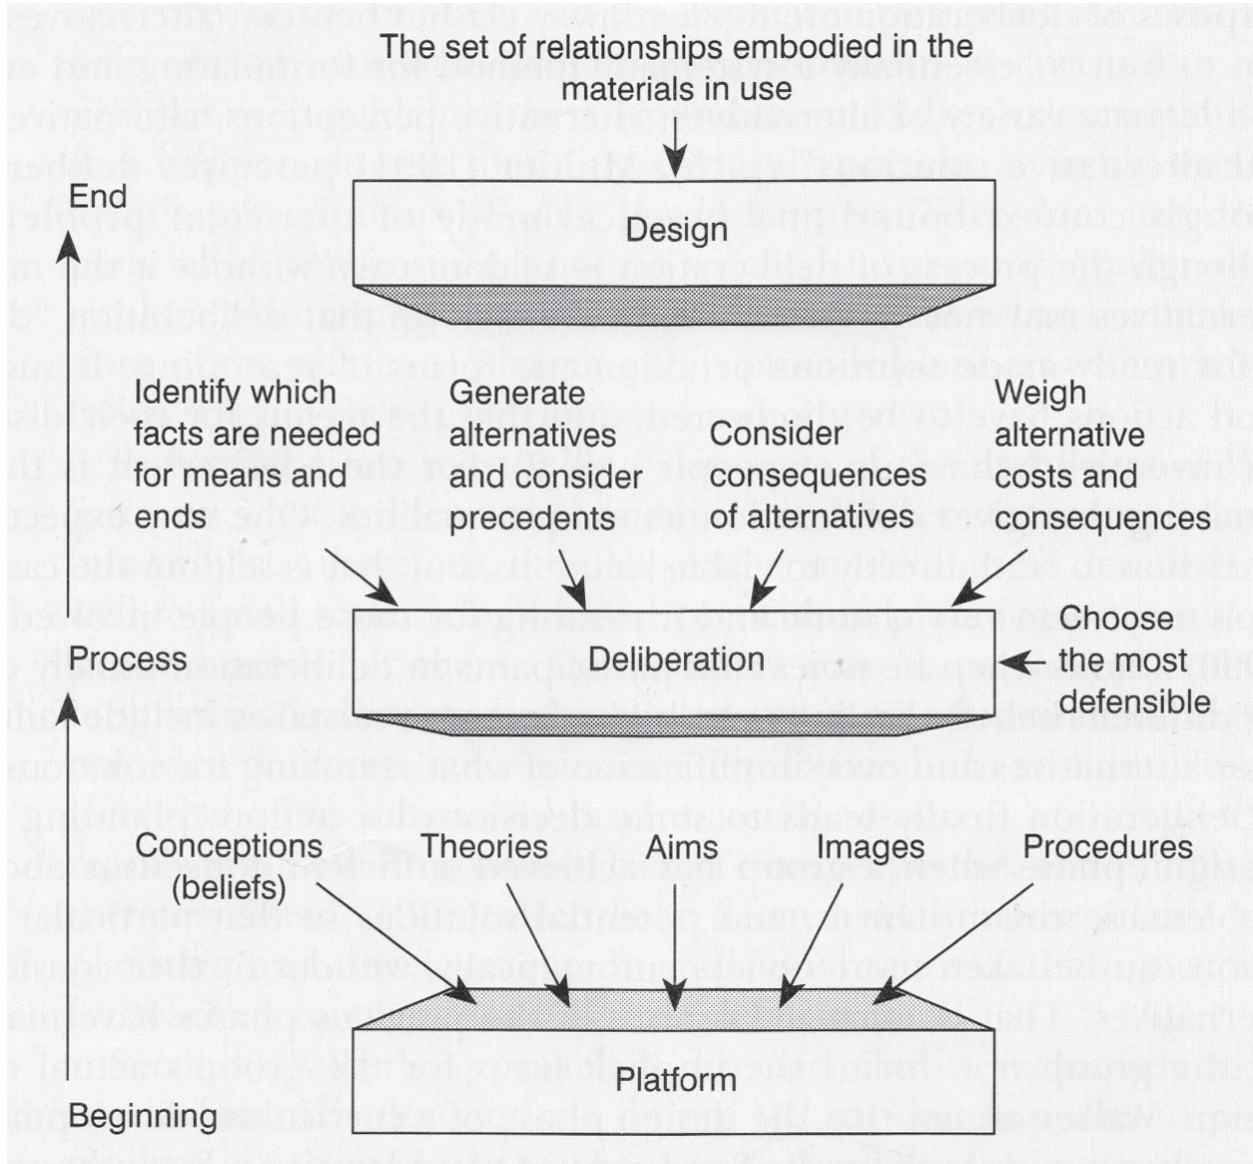 The set of relationships embodied in the
materials in use
End
Design
Identify which
facts are needed
for means and
ends
Generate
alternatives
and consider
precedents
Consider
consequences
of alternatives
Weigh
alternative
costs and
consequences
Process
Deliberation
Choose
the most
defensible
Conceptions
(beliefs)
Theories
Aims
Images
Procedures
Platform
Beginning